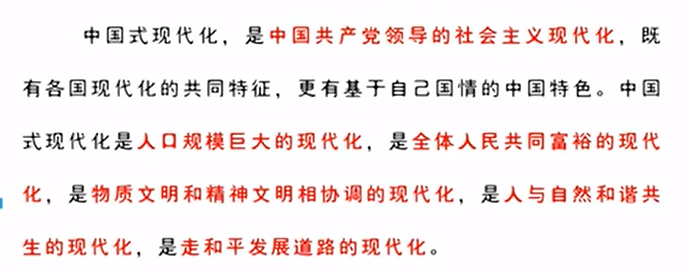 中国式现代化，是中国共产党领导的社会主义现代化，既
有各国现代化的共同特征，更有基于自己国情的中国特色。中国
式现代化是人口规模巨大的现代化，是全体人民共同富裕的现代
化，是物质文明和精神文明相协调的现代化，是人与自然和谐共
生的现代化，是走和平发展道路的现代化。